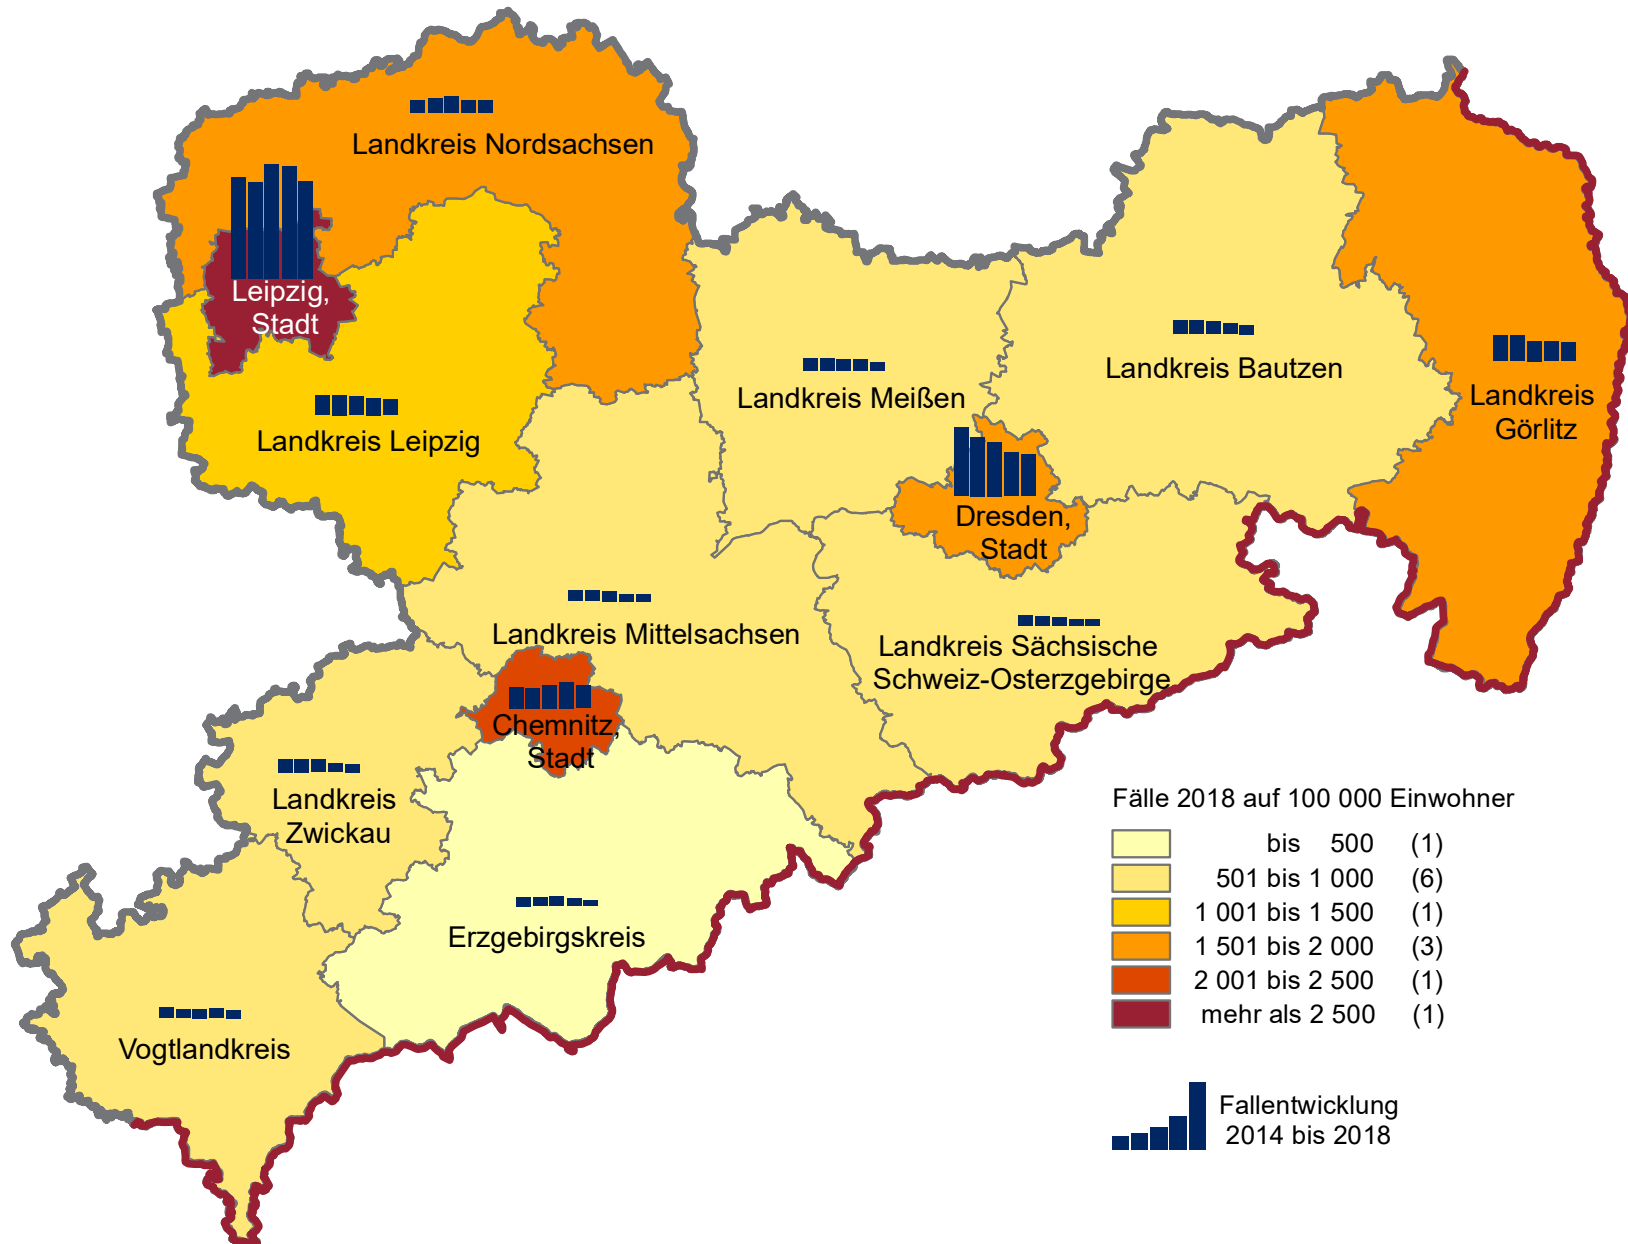 Landkreis Nordsachsen
Leipzig,
Stadt
Landkreis Leipzig
Landkreis Meißen
Landkreis Bautzen
Landkreis
Görlitz
Dresden,
Stadt
Landkreis Mittelsachsen
Landkreis Sächsische
Schweiz-Osterzgebirge
Chemnitz,
Stadt
Landkreis
Zwickau
Erzgebirgskreis
Vogtlandkreis
Fälle 2018 auf 100 000 Einwohner
bis 500 (1)
501 bis 1 000 (6)
1 001 bis 1 500 (1)
1 501 bis 2 000 (3)
2 001 bis 2 500 (1)
mehr als 2 500 (1)
Fallentwicklung
2014 bis 2018